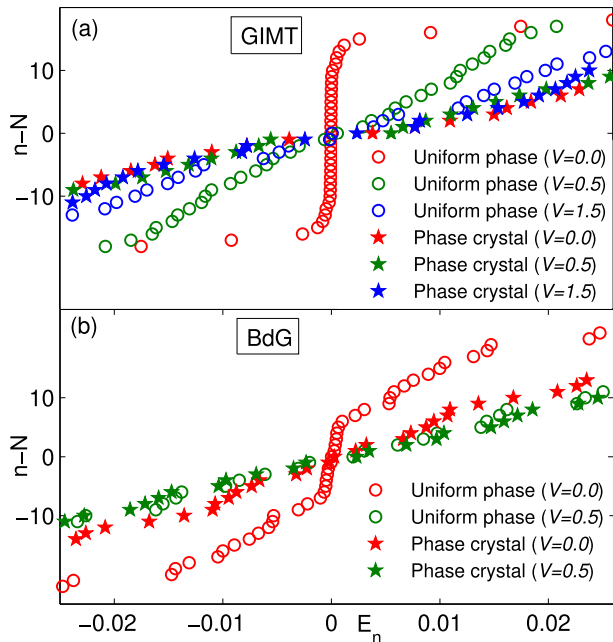 (a)
GIMT
n-N
10
0
−10
Uniform phase (V=0.0)
Uniform phase (V=0.5)
Uniform phase (V=1.5)
Phase crystal (V=0.0)
Phase crystal (V=0.5)
Phase crystal (V=1.5)
(b)
BdG
n-N
10
0
−10
Uniform phase (V=0.0)
Uniform phase (V=0.5)
Phase crystal (V=0.0)
Phase crystal (V=0.5)
−0.02
−0.01
0
E_n
0.01
0.02